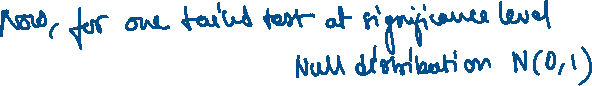 Now, for one tailed test at significance level
Null distribution N(0,1)